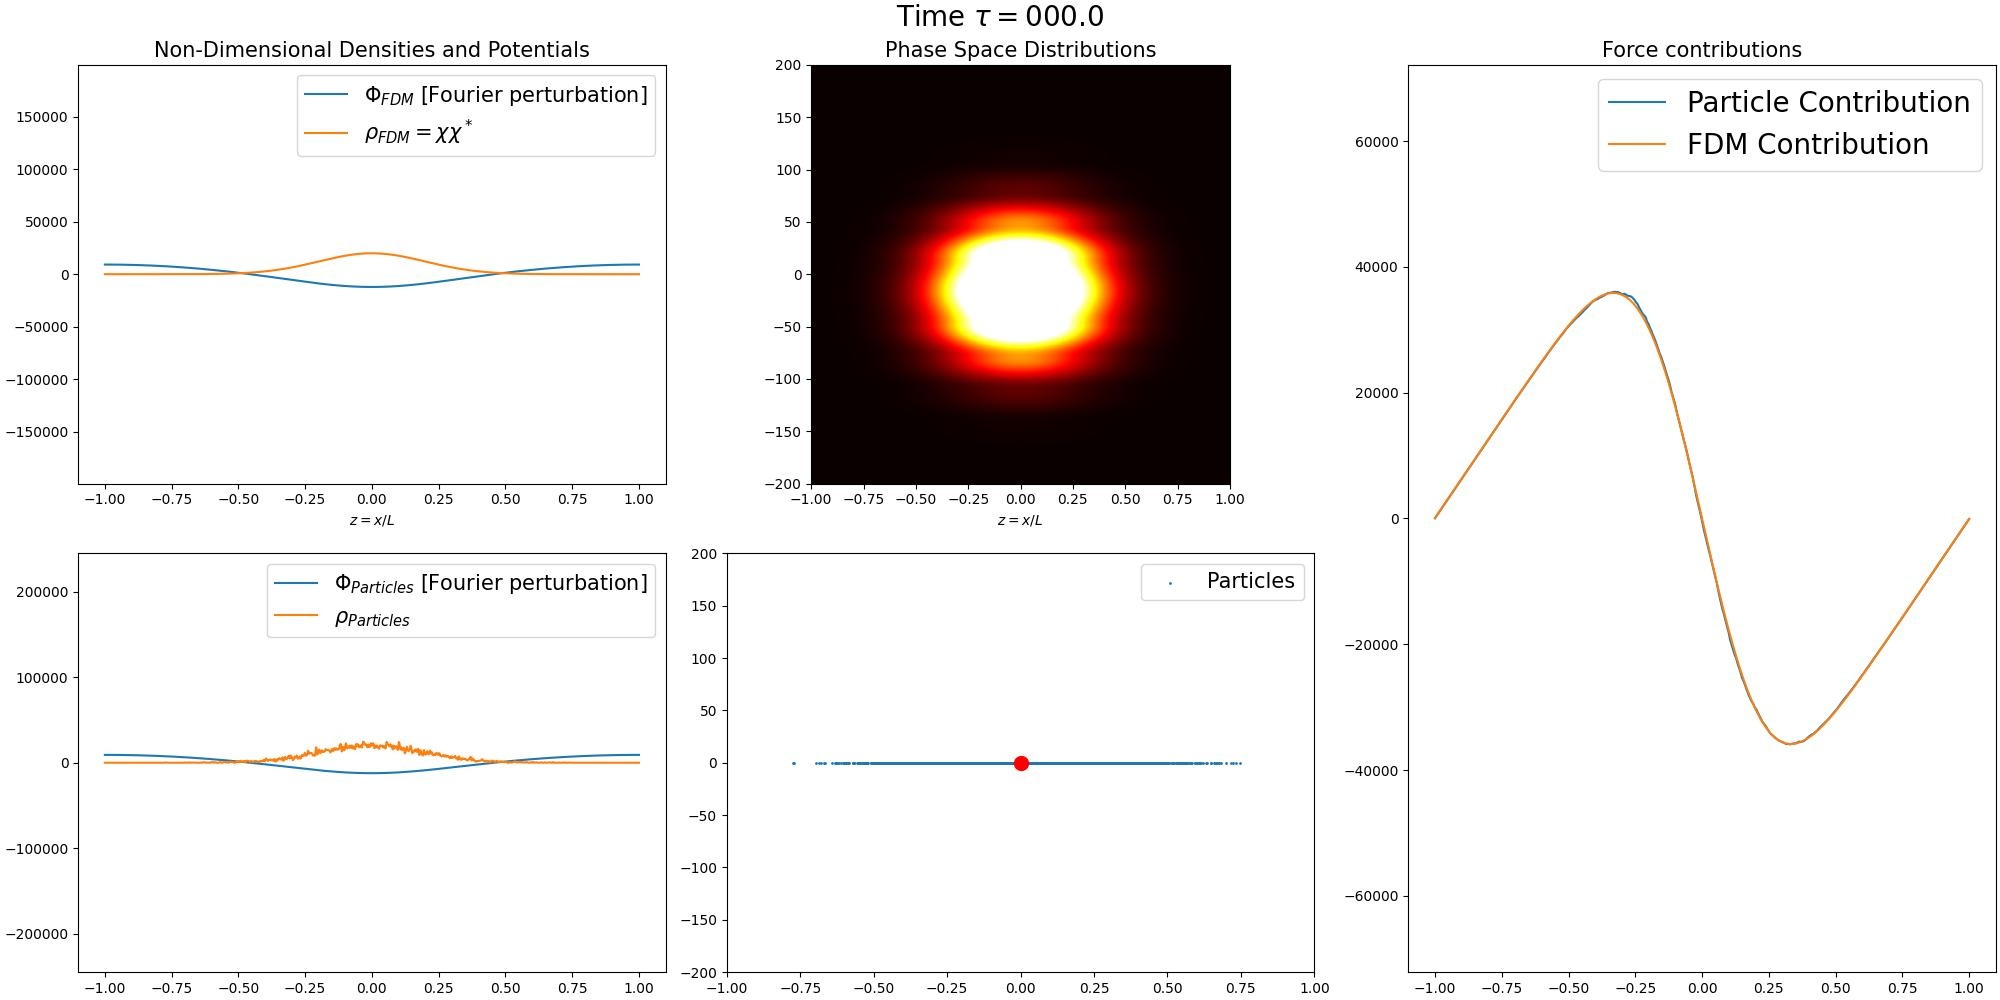 Time τ = 000.0
Non-Dimensional Densities and Potentials
Φ_FDM [Fourier perturbation]
ρ_FDM = χχ*
150000
100000
50000
0
−50000
−100000
−150000
−1.00 −0.75 −0.50 −0.25 0.00 0.25 0.50 0.75 1.00
z = x/L
Phase Space Distributions
200
150
100
50
0
−50
−100
−150
−200
−1.00 −0.75 −0.50 −0.25 0.00 0.25 0.50 0.75 1.00
z = x/L
Force contributions
Particle Contribution
FDM Contribution
60000
40000
20000
0
−20000
−40000
−60000
−1.00 −0.75 −0.50 −0.25 0.00 0.25 0.50 0.75 1.00
Φ_Particles [Fourier perturbation]
ρ_Particles
200000
100000
0
−100000
−200000
−1.00 −0.75 −0.50 −0.25 0.00 0.25 0.50 0.75 1.00
Particles
200
150
100
50
0
−50
−100
−150
−200
−1.00 −0.75 −0.50 −0.25 0.00 0.25 0.50 0.75 1.00